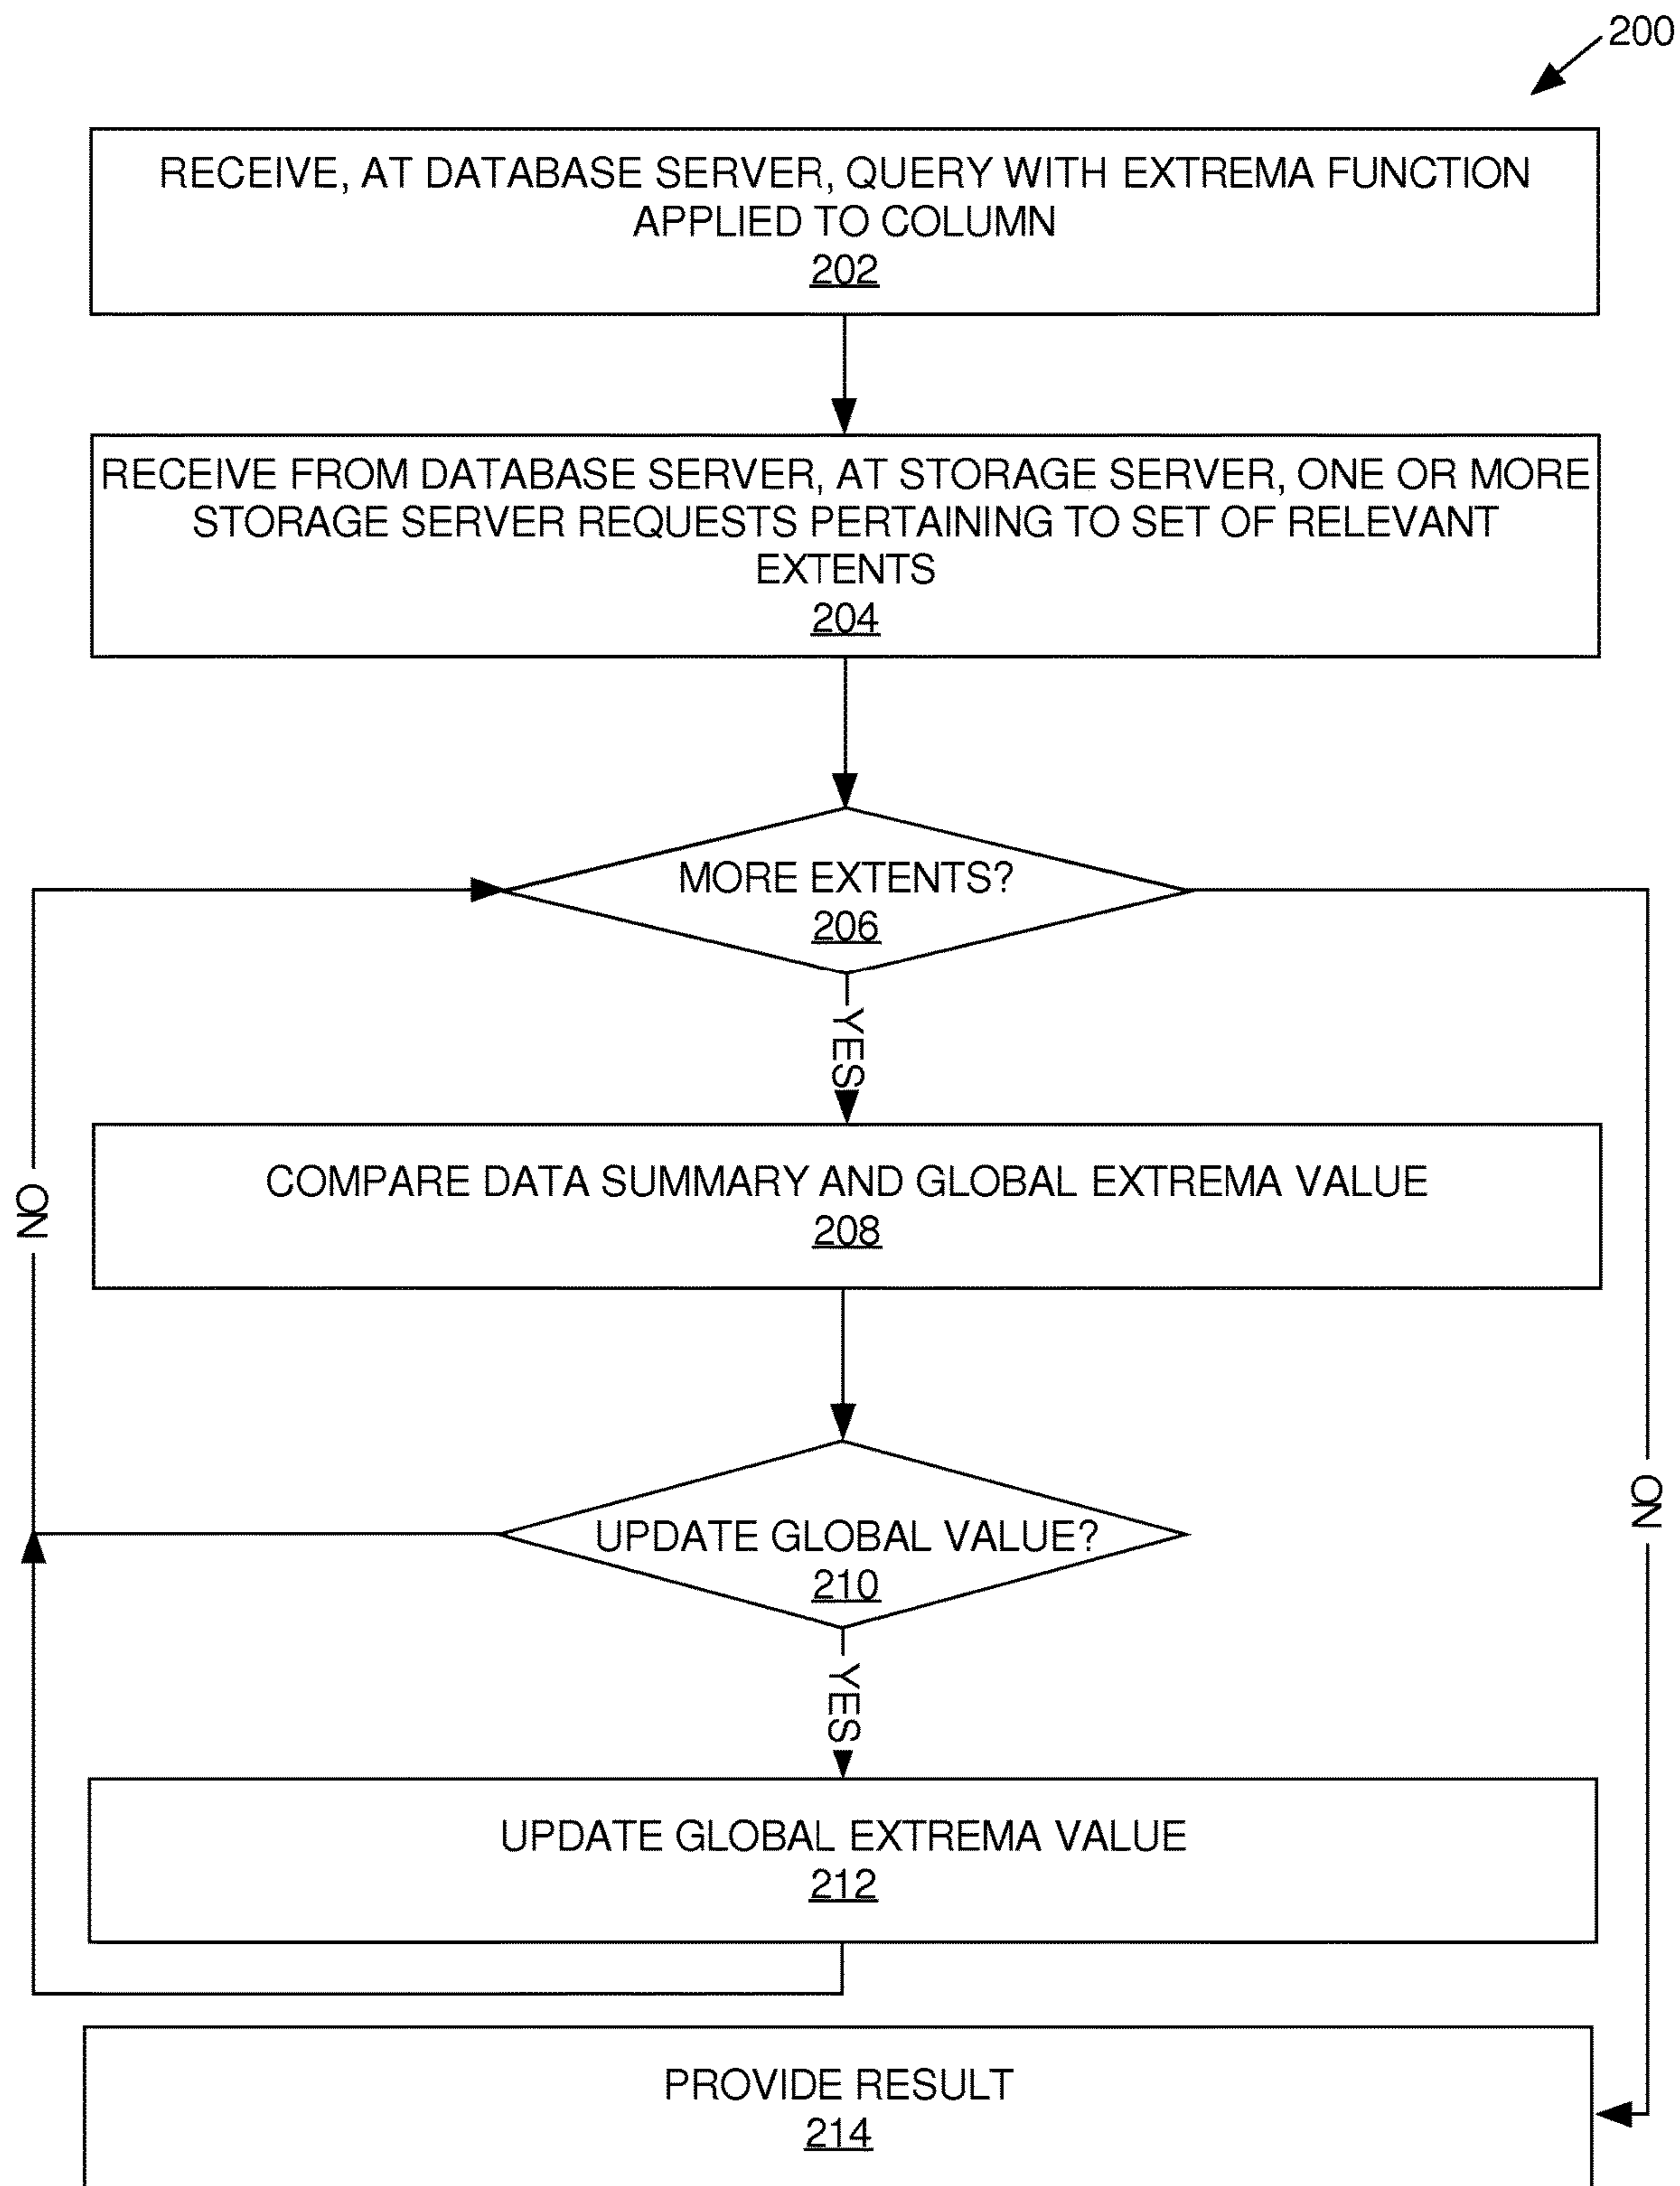 200
RECEIVE, AT DATABASE SERVER, QUERY WITH EXTREMA FUNCTION
APPLIED TO COLUMN
202
RECEIVE FROM DATABASE SERVER, AT STORAGE SERVER, ONE OR MORE
STORAGE SERVER REQUESTS PERTAINING TO SET OF RELEVANT
EXTENTS
204
MORE EXTENTS?
206
YES
COMPARE DATA SUMMARY AND GLOBAL EXTREMA VALUE
208
NO
NO
UPDATE GLOBAL VALUE?
210
YES
UPDATE GLOBAL EXTREMA VALUE
212
PROVIDE RESULT
214